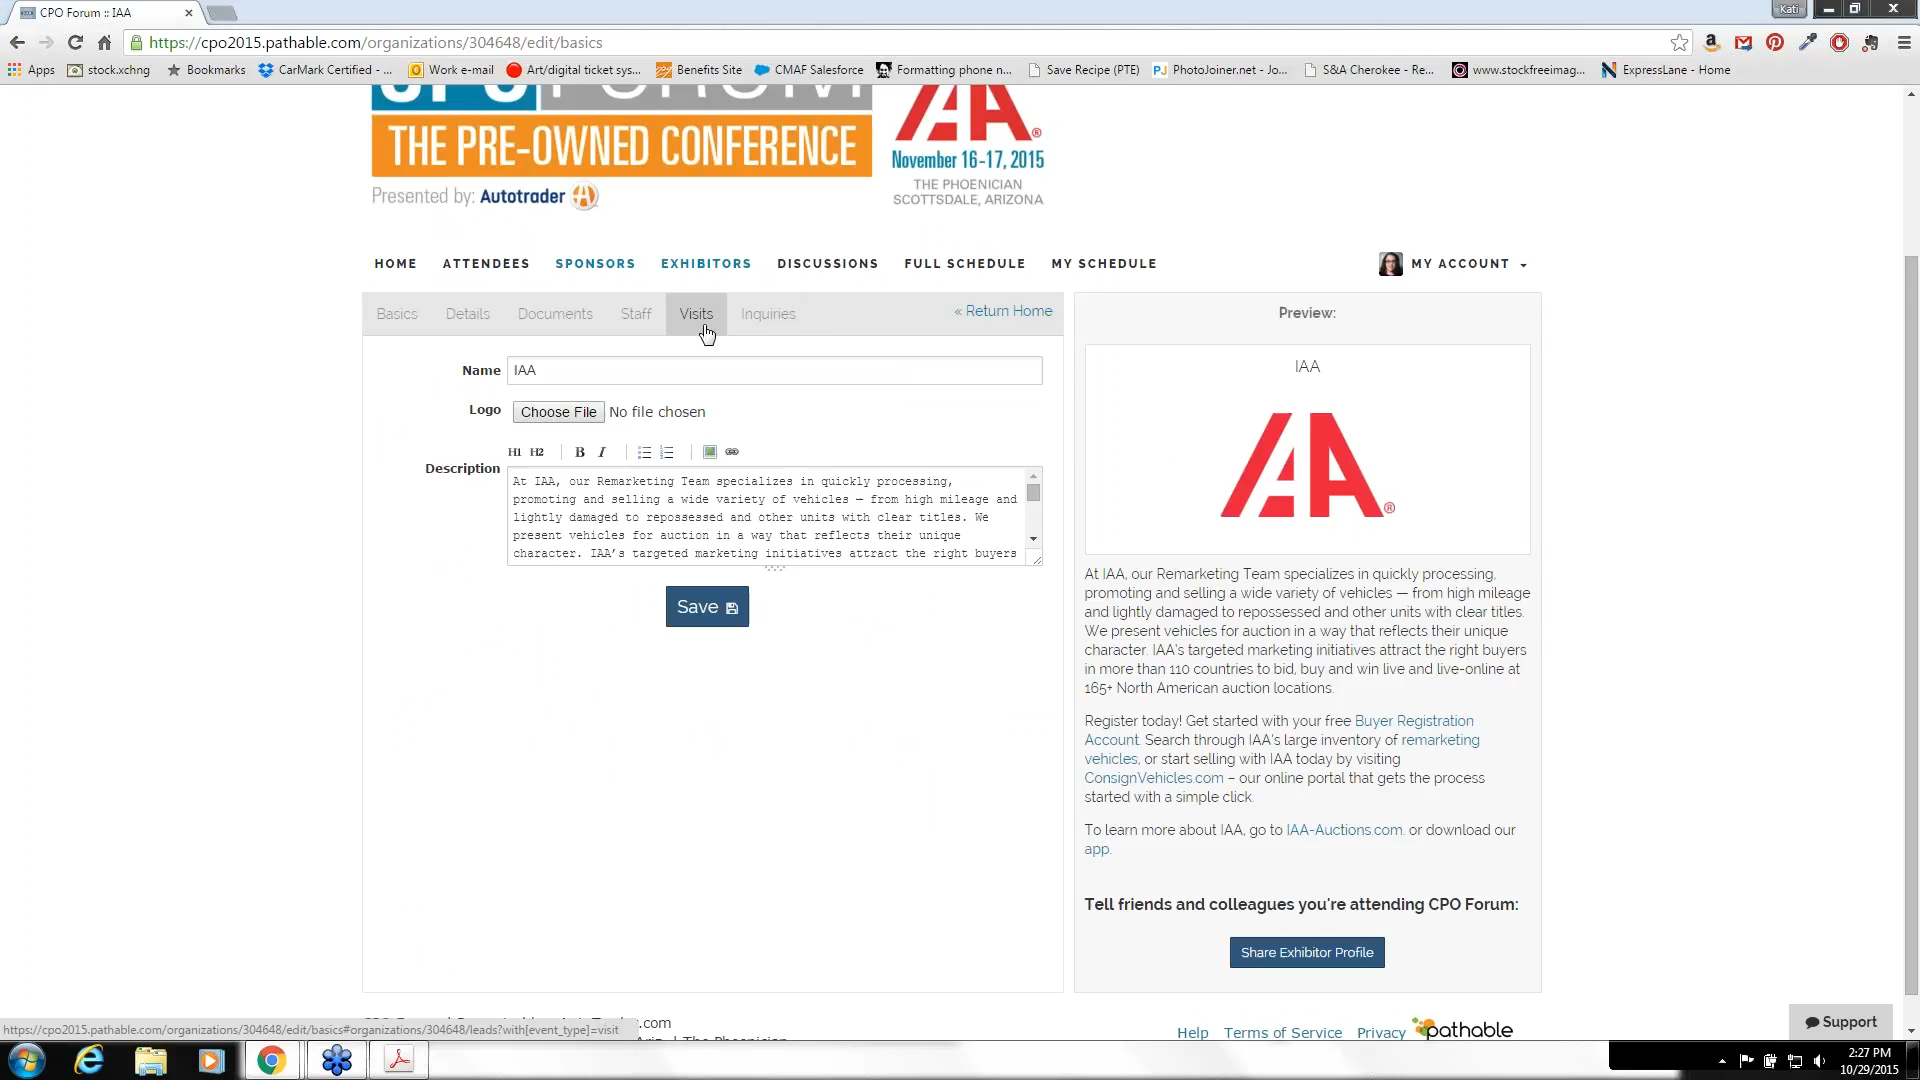 CPO Forum :: IAA
Kati
https://cpo2015.pathable.com/organizations/304648/edit/basics
Apps stock.xchng Bookmarks CarMark Certified - ... Work e-mail Art/digital ticket sys... Benefits Site CMAF Salesforce Formatting phone n... Save Recipe (PTE) PhotoJoiner.net - Jo... S&A Cherokee - Re... www.stockfreeimag... ExpressLane - Home
CPO FORUM
THE PRE-OWNED CONFERENCE
Presented by: Autotrader
IAA®
November 16-17, 2015
THE PHOENICIAN
SCOTTSDALE, ARIZONA
HOME ATTENDEES SPONSORS EXHIBITORS DISCUSSIONS FULL SCHEDULE MY SCHEDULE MY ACCOUNT
Basics Details Documents Staff Visits Inquiries « Return Home
Name IAA
Logo Choose File No file chosen
H1 H2 B I
Description
At IAA, our Remarketing Team specializes in quickly processing,
promoting and selling a wide variety of vehicles – from high mileage and
lightly damaged to repossessed and other units with clear titles. We
present vehicles for auction in a way that reflects their unique
character. IAA's targeted marketing initiatives attract the right buyers
Save
Preview:
IAA
IAA®
At IAA, our Remarketing Team specializes in quickly processing,
promoting and selling a wide variety of vehicles — from high mileage
and lightly damaged to repossessed and other units with clear titles.
We present vehicles for auction in a way that reflects their unique
character. IAA's targeted marketing initiatives attract the right buyers
in more than 110 countries to bid, buy and win live and live-online at
165+ North American auction locations.
Register today! Get started with your free Buyer Registration
Account. Search through IAA's large inventory of remarketing
vehicles, or start selling with IAA today by visiting
ConsignVehicles.com – our online portal that gets the process
started with a simple click.
To learn more about IAA, go to IAA-Auctions.com. or download our
app.
Tell friends and colleagues you're attending CPO Forum:
Share Exhibitor Profile
.com
Help Terms of Service Privacy pathable
Support
https://cpo2015.pathable.com/organizations/304648/edit/basics#organizations/304648/leads?with[event_type]=visit
2:27 PM
10/29/2015